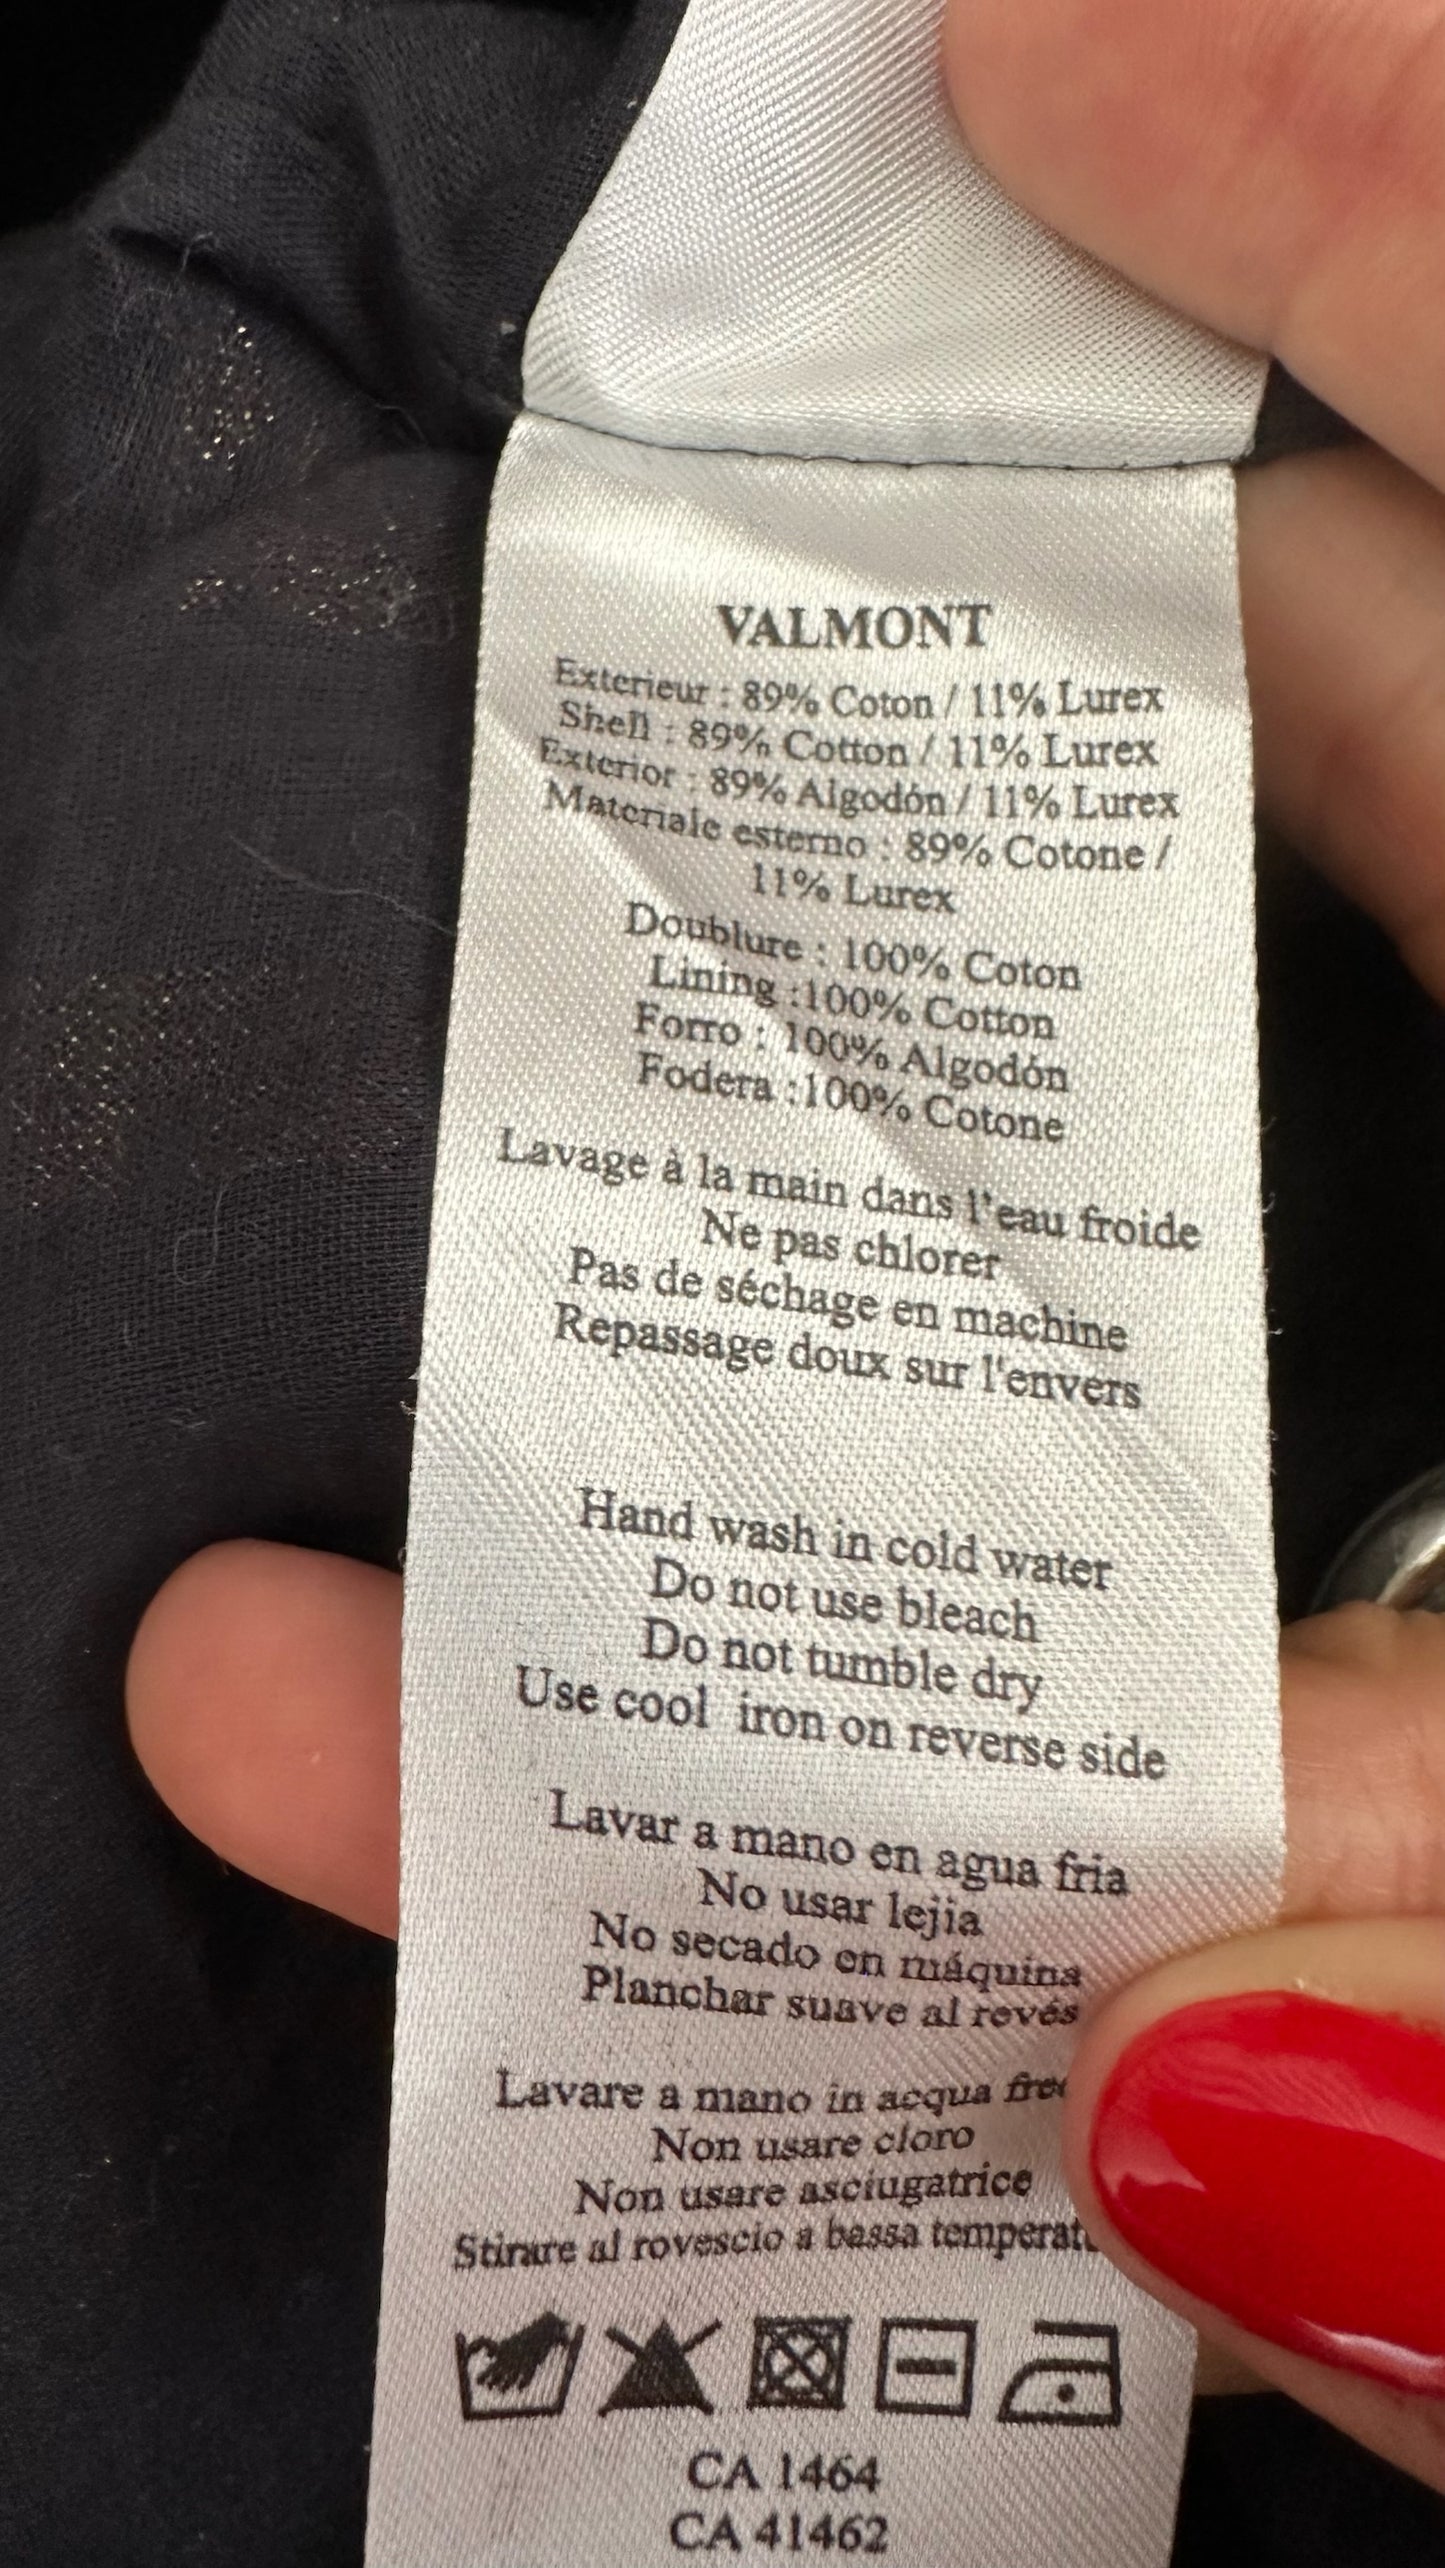 VALMONT
Exterieur : 89% Coton / 11% Lurex
Shell : 89% Cotton / 11% Lurex
Exterior : 89% Algodón / 11% Lurex
Materiale esterno : 89% Cotone /
11% Lurex
Doublure : 100% Coton
Lining :100% Cotton
Forro : 100% Algodón
Fodera :100% Cotone
Lavage à la main dans l'eau froide
Ne pas chlorer
Pas de séchage en machine
Repassage doux sur l'envers
Hand wash in cold water
Do not use bleach
Do not tumble dry
Use cool iron on reverse side
Lavar a mano en agua fria
No usar lejia
No secado en máquina
Planchar suave al revés
Lavare a mano in acqua
Non usare cloro
Non usare asciugatrice
Stirare al rovescio a bassa
CA 1464
CA 41462